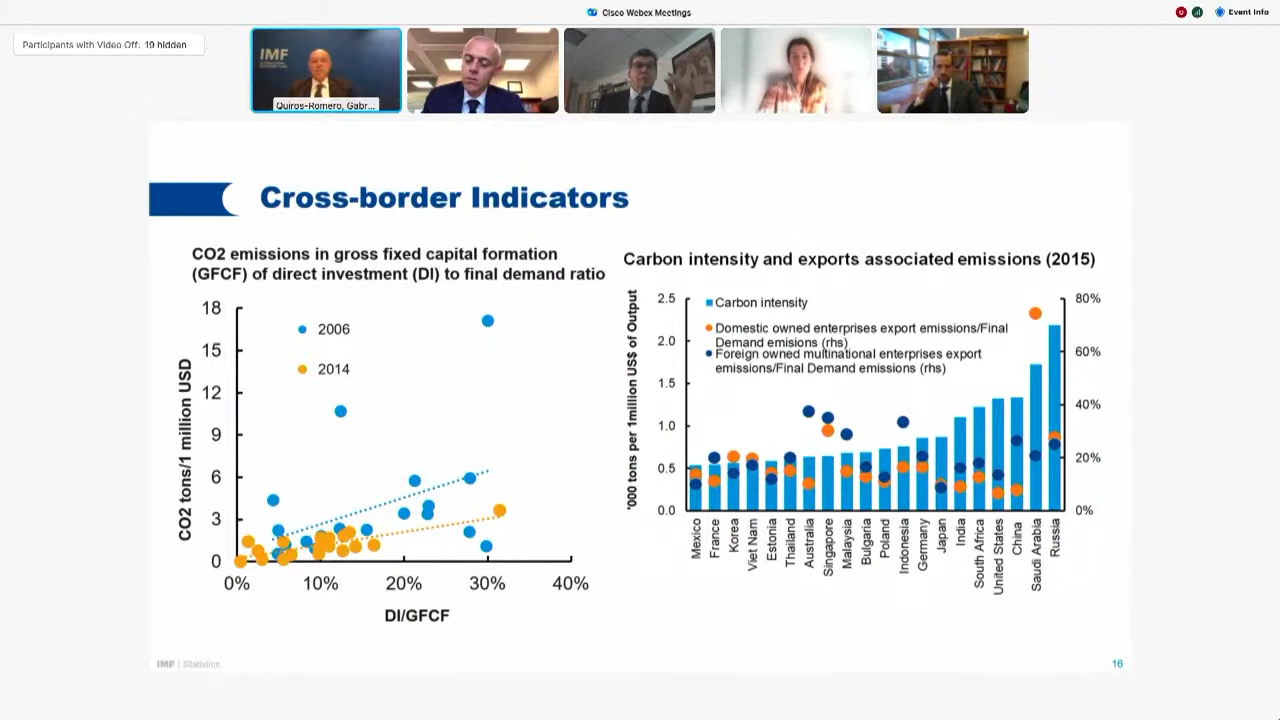 Cisco Webex Meetings
Event Info
Participants with Video Off: 19 hidden
IMF
Quiros-Romero, Gabr...
Cross-border Indicators
CO2 emissions in gross fixed capital formation
(GFCF) of direct investment (DI) to final demand ratio
CO2 tons/1 million USD
18
15
12
9
6
3
0
2006
2014
0% 10% 20% 30% 40%
DI/GFCF
Carbon intensity and exports associated emissions (2015)
'000 tons per 1million US$ of Output
2.5
2.0
1.5
1.0
0.5
0.0
Carbon intensity
Domestic owned enterprises export emissions/Final
Demand emisions (rhs)
Foreign owned multinational enterprises export
emissions/Final Demand emissions (rhs)
80%
60%
40%
20%
0%
Mexico
France
Korea
Viet Nam
Estonia
Thailand
Australia
Singapore
Malaysia
Bulgaria
Poland
Indonesia
Germany
Japan
India
South Africa
United States
China
Saudi Arabia
Russia
IMF | Statistics
16